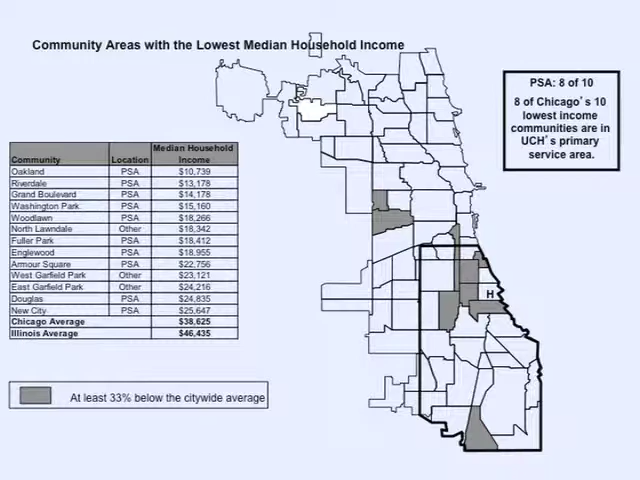 Community Areas with the Lowest Median Household Income
PSA: 8 of 10
8 of Chicago's 10
lowest income
communities are in
UCH's primary
service area.
Median Household
Community Location Income
Oakland PSA $10,739
Riverdale PSA $13,178
Grand Boulevard PSA $14,178
Washington Park PSA $15,160
Woodlawn PSA $18,266
North Lawndale Other $18,342
Fuller Park PSA $18,412
Englewood PSA $18,955
Armour Square PSA $22,756
West Garfield Park Other $23,121
East Garfield Park Other $24,216
Douglas PSA $24,835
New City PSA $25,647
Chicago Average $38,625
Illinois Average $46,435
H
At least 33% below the citywide average